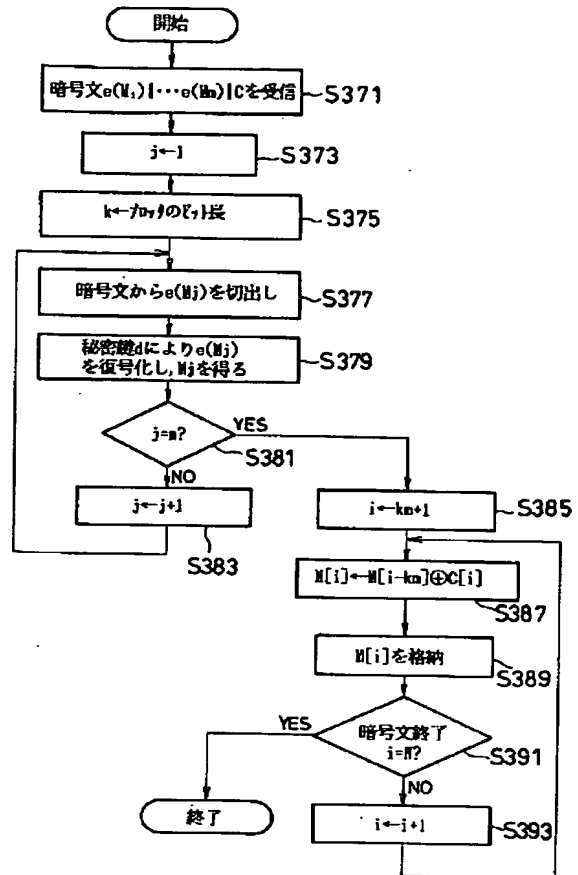 開始
暗号文e(M₁)|…e(Mm)|Cを受信
S371
j←1
S373
k←ブロックのビット長
S375
暗号文からe(Mj)を切出し
S377
秘密鍵dによりe(Mj)
を復号化し,Mjを得る
S379
j=m?
YES
S381
NO
j←j+1
S383
i←km+1
S385
M[i]←M[i-km]⊕C[i]
S387
M[i]を格納
S389
暗号文終了
i=N?
YES
S391
NO
終了
i←i+1
S393